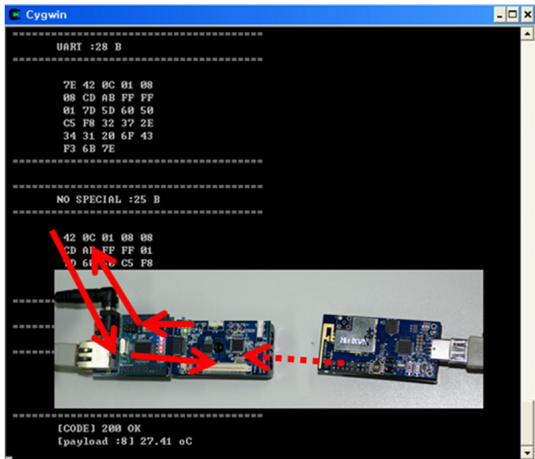 Cygwin
UART :28 B
7E 42 0C 01 08
08 CD AB FF FF
01 7D 5D 60 50
C5 F8 32 37 2E
34 31 20 6F 43
F3 6B 7E
NO SPECIAL :25 B
42 0C 01 08 08
CD AB FF FF 01
7D C5 F8
[CODE] 200 OK
[payload :8] 27.41 oC